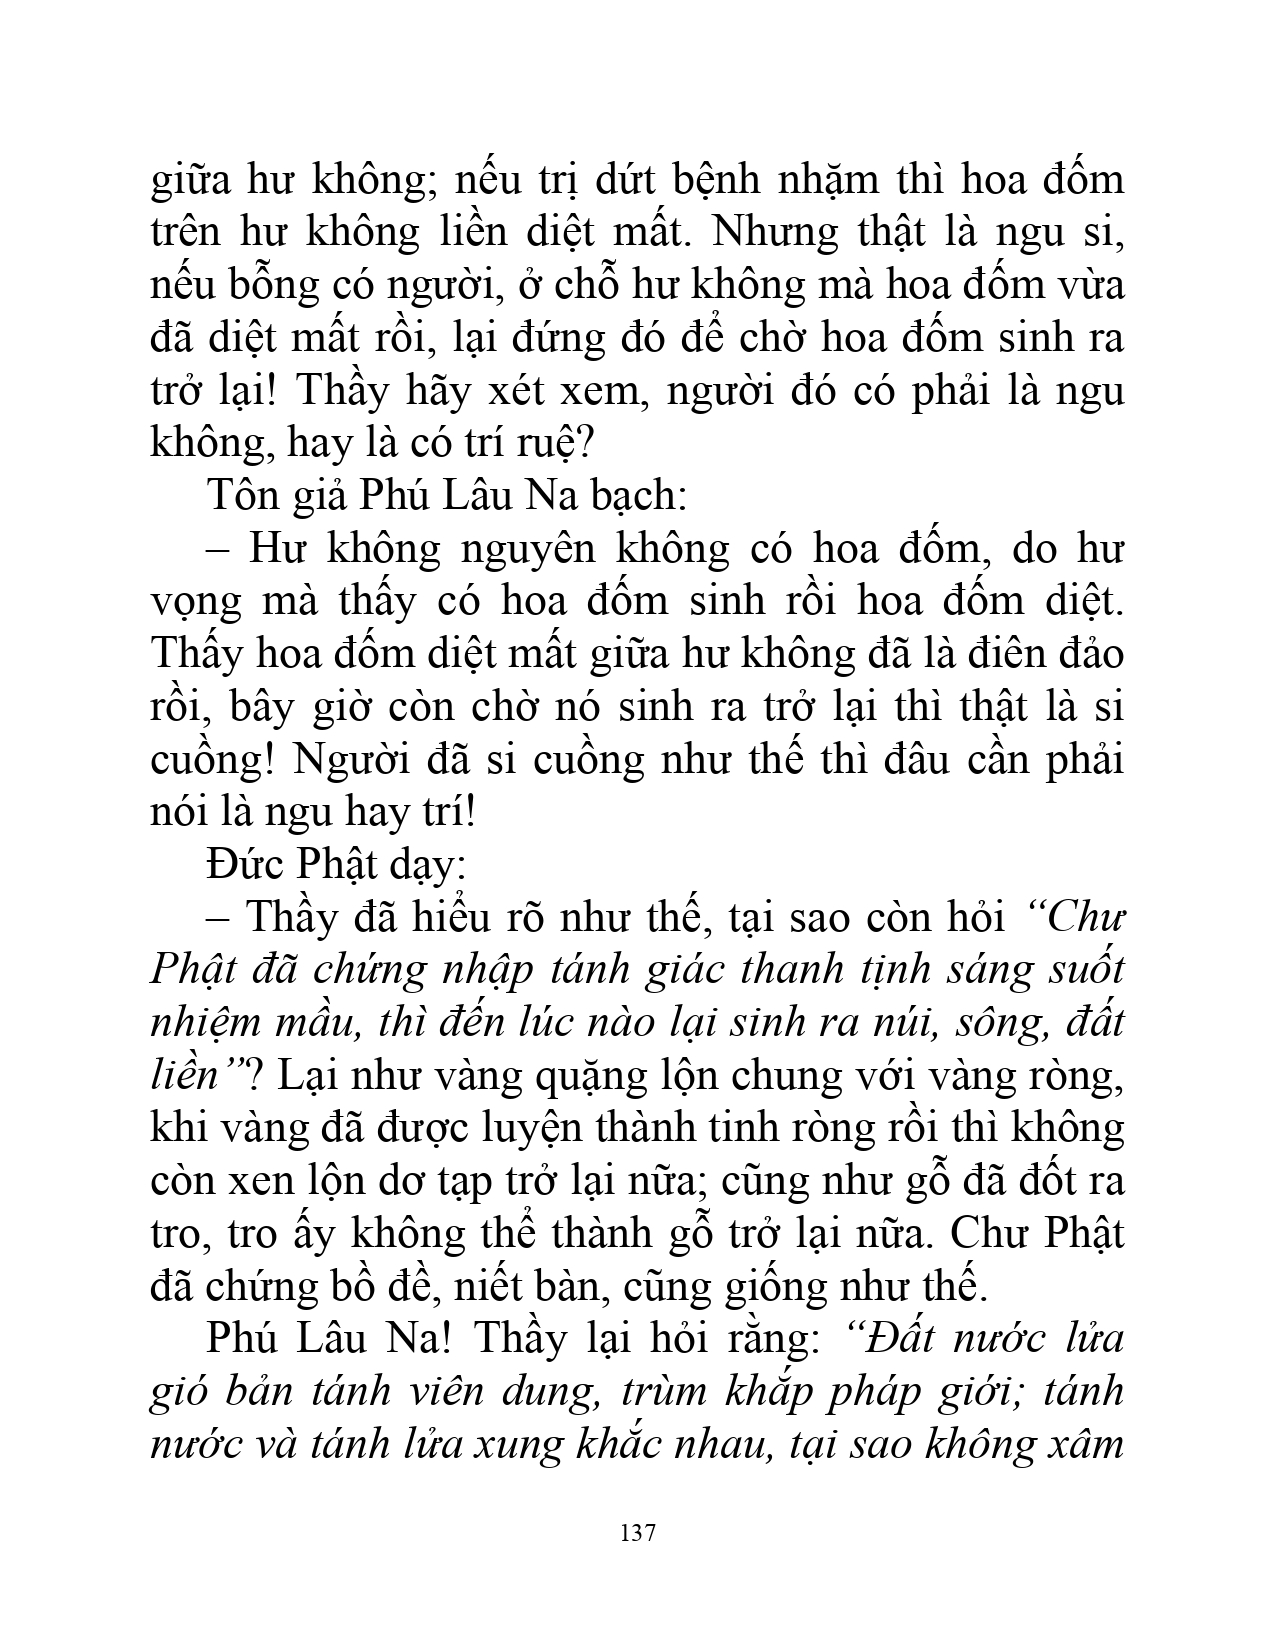 giữa hư không; nếu trị dứt bệnh nhặm thì hoa đốm
trên hư không liền diệt mất. Nhưng thật là ngu si,
nếu bỗng có người, ở chỗ hư không mà hoa đốm vừa
đã diệt mất rồi, lại đứng đó để chờ hoa đốm sinh ra
trở lại! Thầy hãy xét xem, người đó có phải là ngu
không, hay là có trí ruệ?
Tôn giả Phú Lâu Na bạch:
– Hư không nguyên không có hoa đốm, do hư
vọng mà thấy có hoa đốm sinh rồi hoa đốm diệt.
Thấy hoa đốm diệt mất giữa hư không đã là điên đảo
rồi, bây giờ còn chờ nó sinh ra trở lại thì thật là si
cuồng! Người đã si cuồng như thế thì đâu cần phải
nói là ngu hay trí!
Đức Phật dạy:
– Thầy đã hiểu rõ như thế, tại sao còn hỏi “Chư
Phật đã chứng nhập tánh giác thanh tịnh sáng suốt
nhiệm mầu, thì đến lúc nào lại sinh ra núi, sông, đất
liền”? Lại như vàng quặng lộn chung với vàng ròng,
khi vàng đã được luyện thành tinh ròng rồi thì không
còn xen lộn dơ tạp trở lại nữa; cũng như gỗ đã đốt ra
tro, tro ấy không thể thành gỗ trở lại nữa. Chư Phật
đã chứng bồ đề, niết bàn, cũng giống như thế.
Phú Lâu Na! Thầy lại hỏi rằng: “Đất nước lửa
gió bản tánh viên dung, trùm khắp pháp giới; tánh
nước và tánh lửa xung khắc nhau, tại sao không xâm
137